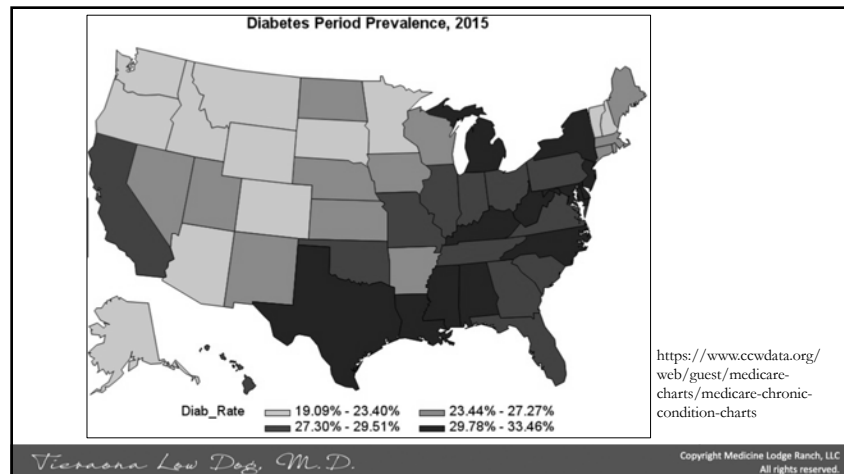 Diabetes Period Prevalence, 2015
https://www.ccwdata.org/
web/guest/medicare-
charts/medicare-chronic-
condition-charts
Diab_Rate 19.09% - 23.40% 23.44% - 27.27%
27.30% - 29.51% 29.78% - 33.46%
Tieraona Low Dog, M.D.
Copyright Medicine Lodge Ranch, LLC
All rights reserved.